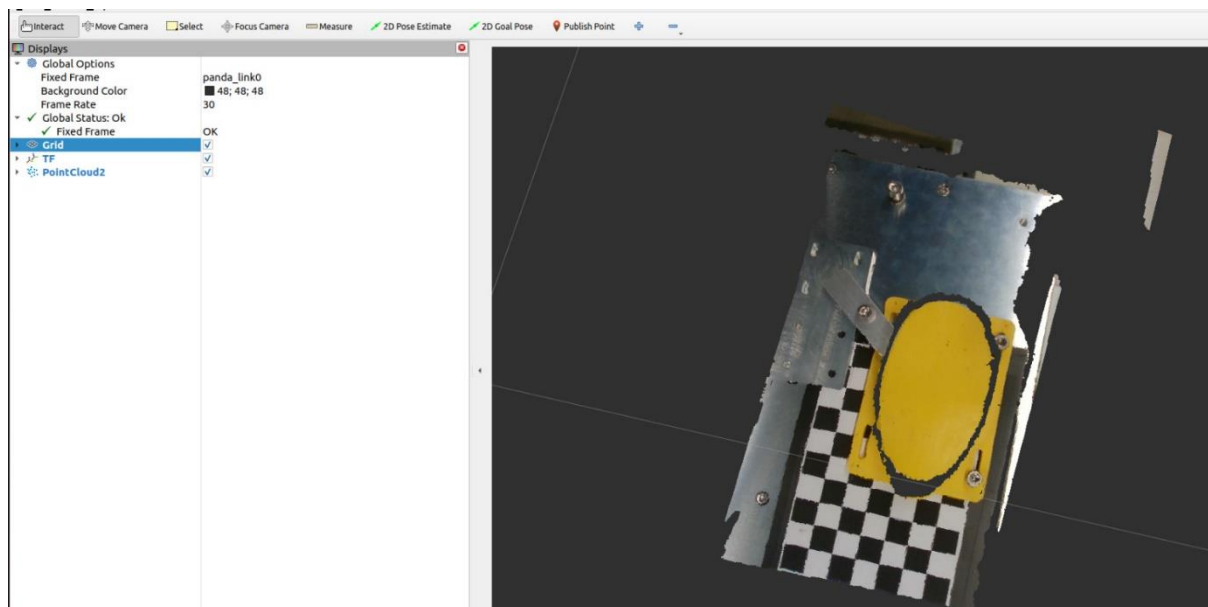 Interact Move Camera Select Focus Camera Measure 2D Pose Estimate 2D Goal Pose Publish Point
Displays
Global Options
Fixed Frame panda_link0
Background Color 48; 48; 48
Frame Rate 30
Global Status: Ok
Fixed Frame OK
Grid
TF
PointCloud2